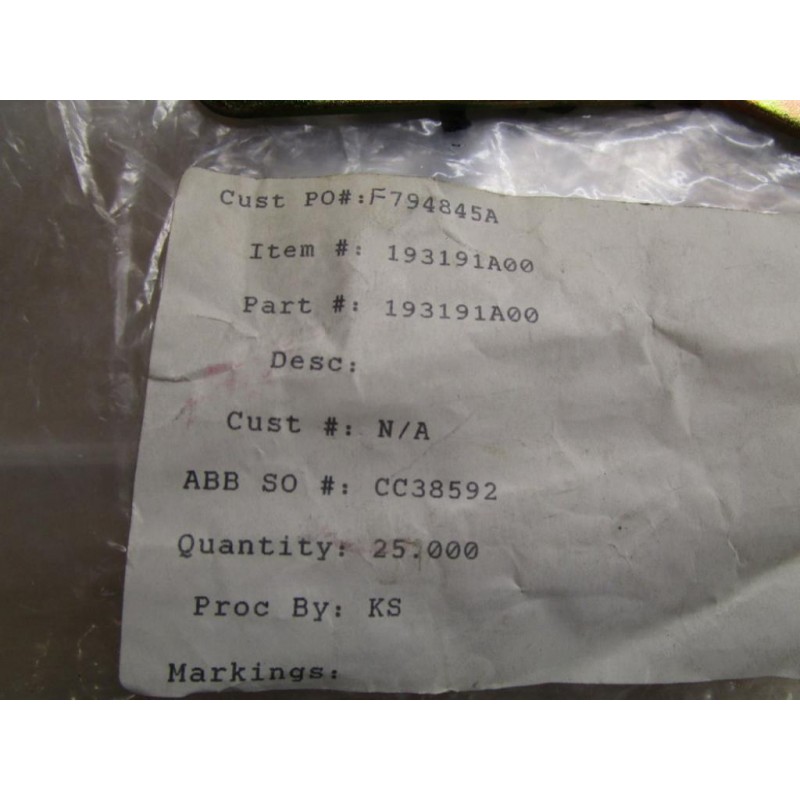 Cust PO#:F794845A
Item #: 193191A00
Part #: 193191A00
Desc:
Cust #: N/A
ABB SO #: CC38592
Quantity: 25.000
Proc By: KS
Markings: